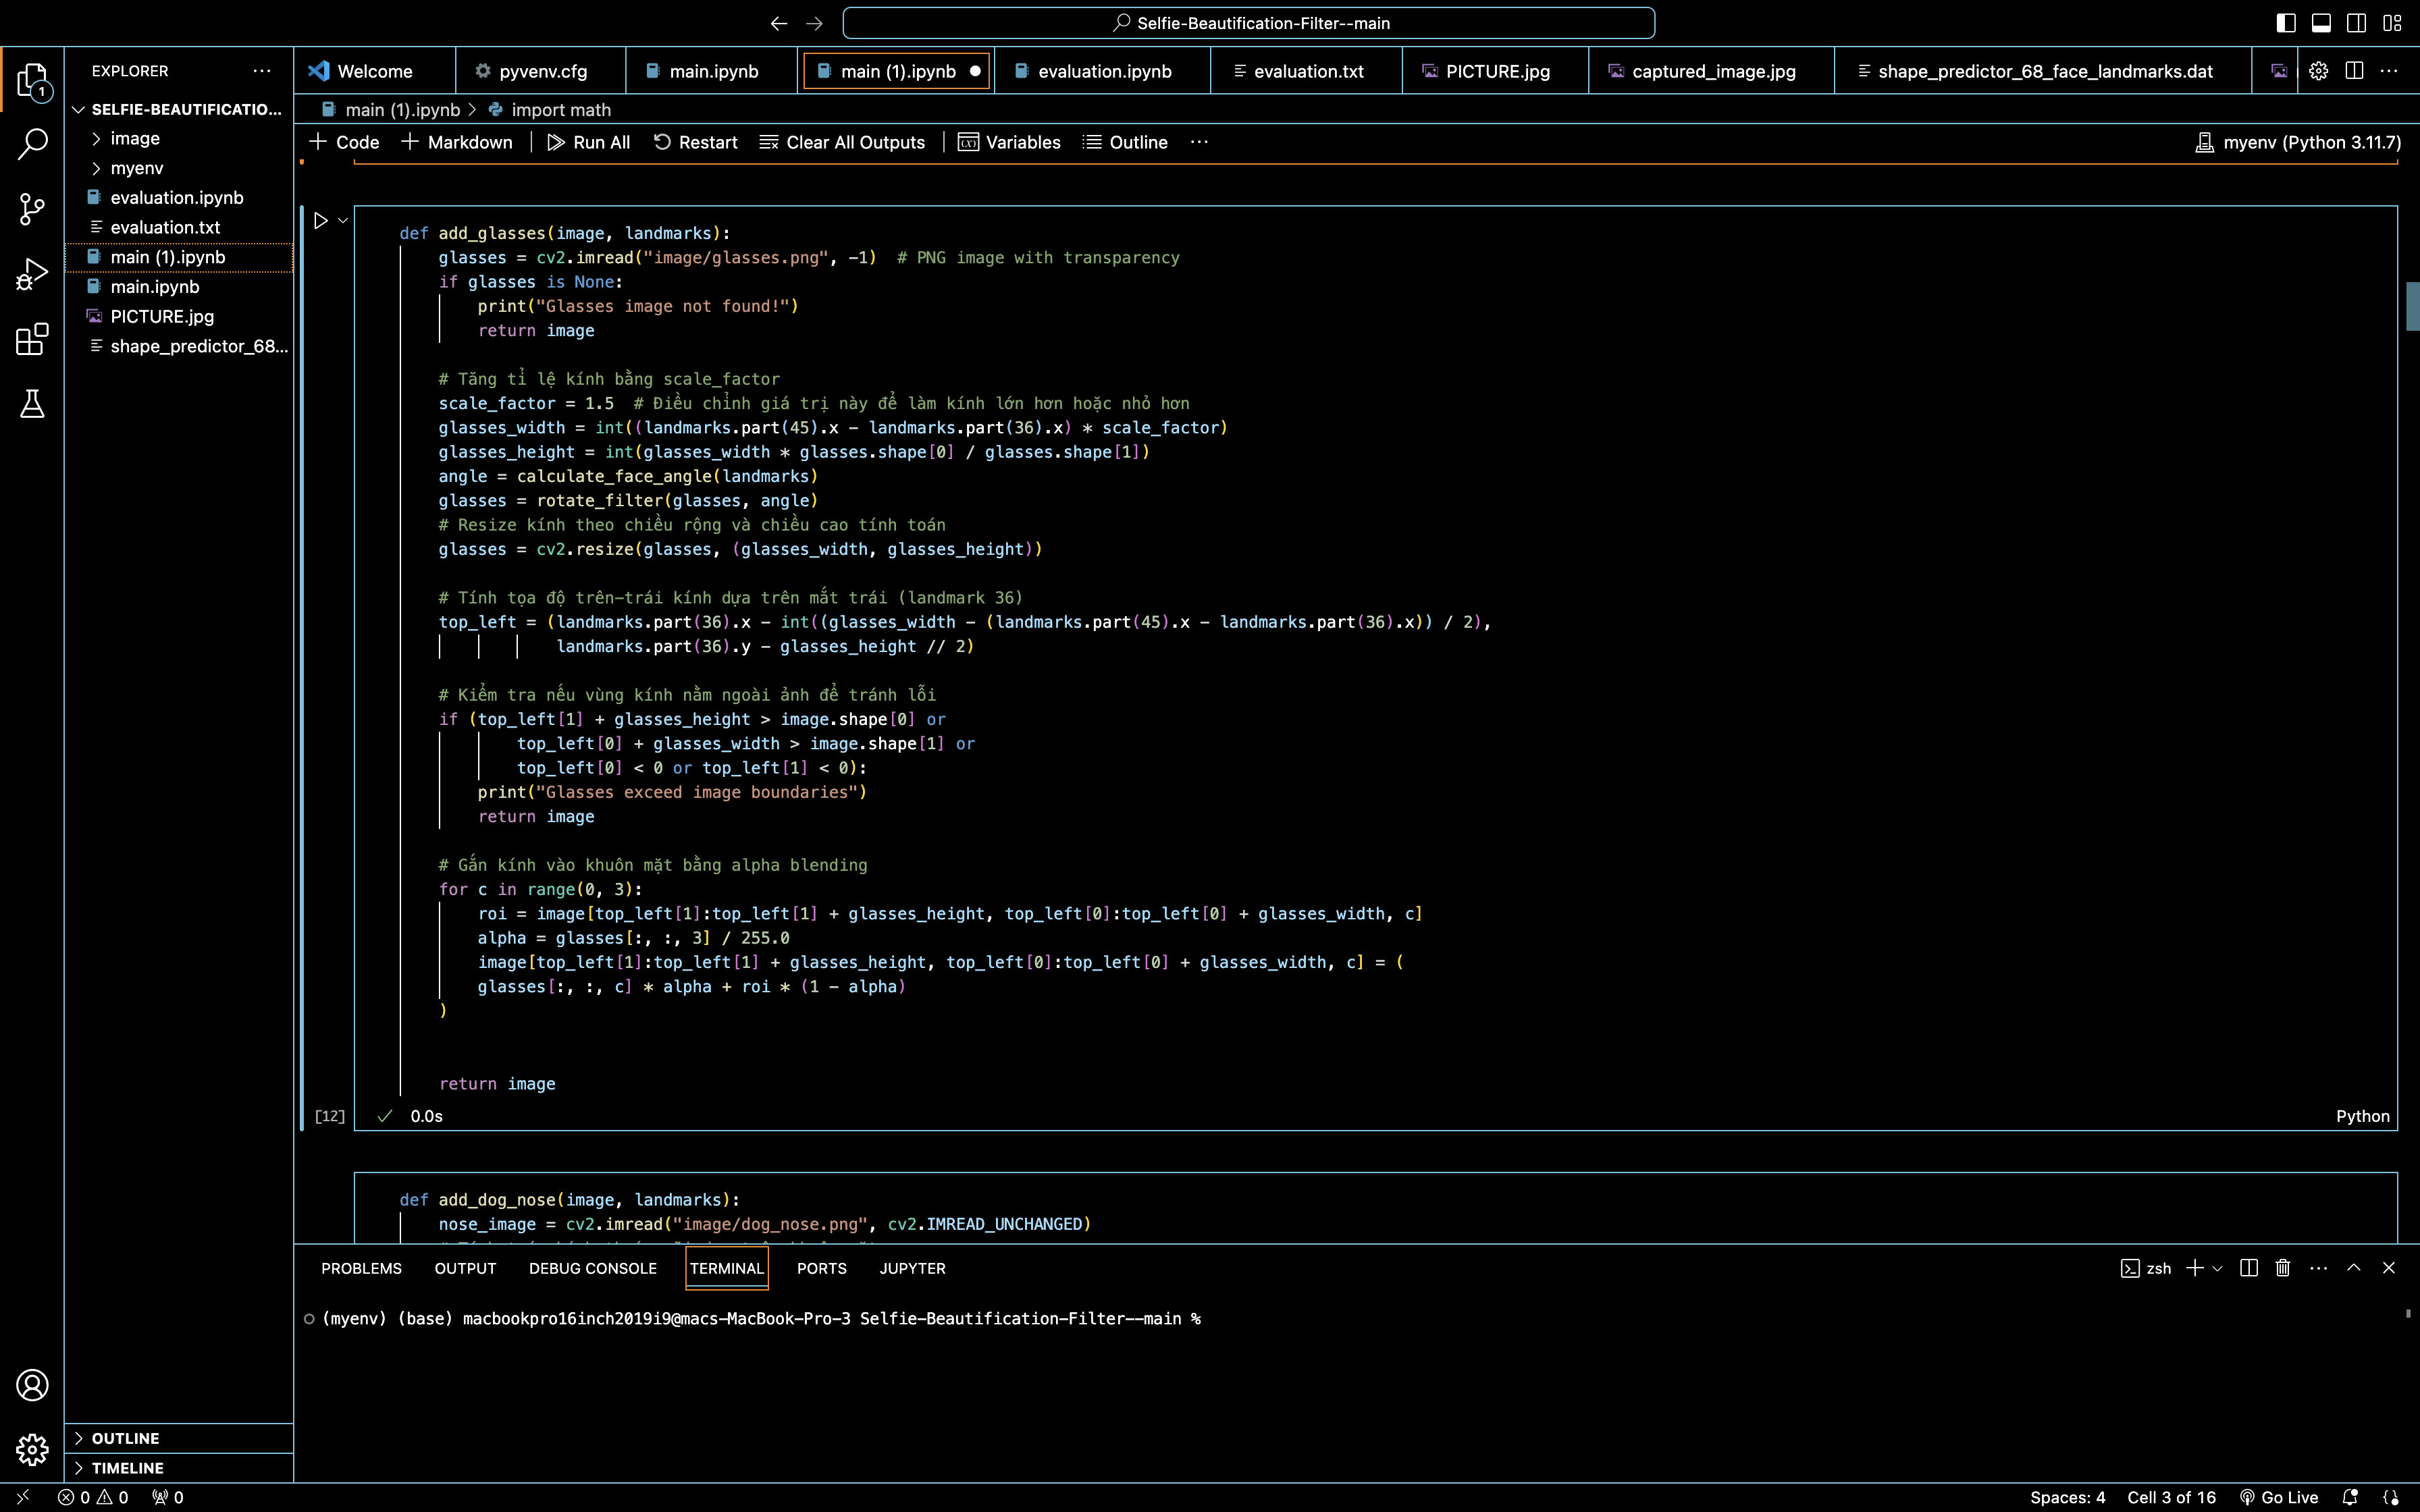 Selfie-Beautification-Filter--main
EXPLORER
SELFIE-BEAUTIFICATIO...
image
myenv
evaluation.ipynb
evaluation.txt
main (1).ipynb
main.ipynb
PICTURE.jpg
shape_predictor_68...
OUTLINE
TIMELINE
1
Welcome
pyvenv.cfg
main.ipynb
main (1).ipynb
evaluation.ipynb
evaluation.txt
PICTURE.jpg
captured_image.jpg
shape_predictor_68_face_landmarks.dat
main (1).ipynb > import math
+ Code + Markdown Run All Restart Clear All Outputs Variables Outline ...
myenv (Python 3.11.7)
def add_glasses(image, landmarks):
glasses = cv2.imread("image/glasses.png", -1) # PNG image with transparency
if glasses is None:
print("Glasses image not found!")
return image
# Tăng tỉ lệ kính bằng scale_factor
scale_factor = 1.5 # Điều chỉnh giá trị này để làm kính lớn hơn hoặc nhỏ hơn
glasses_width = int((landmarks.part(45).x - landmarks.part(36).x) * scale_factor)
glasses_height = int(glasses_width * glasses.shape[0] / glasses.shape[1])
angle = calculate_face_angle(landmarks)
glasses = rotate_filter(glasses, angle)
# Resize kính theo chiều rộng và chiều cao tính toán
glasses = cv2.resize(glasses, (glasses_width, glasses_height))
# Tính tọa độ trên-trái kính dựa trên mắt trái (landmark 36)
top_left = (landmarks.part(36).x - int((glasses_width - (landmarks.part(45).x - landmarks.part(36).x)) / 2),
landmarks.part(36).y - glasses_height // 2)
# Kiểm tra nếu vùng kính nằm ngoài ảnh để tránh lỗi
if (top_left[1] + glasses_height > image.shape[0] or
top_left[0] + glasses_width > image.shape[1] or
top_left[0] < 0 or top_left[1] < 0):
print("Glasses exceed image boundaries")
return image
# Gắn kính vào khuôn mặt bằng alpha blending
for c in range(0, 3):
roi = image[top_left[1]:top_left[1] + glasses_height, top_left[0]:top_left[0] + glasses_width, c]
alpha = glasses[:, :, 3] / 255.0
image[top_left[1]:top_left[1] + glasses_height, top_left[0]:top_left[0] + glasses_width, c] = (
glasses[:, :, c] * alpha + roi * (1 - alpha)
)
return image
[12] ✓ 0.0s
Python
def add_dog_nose(image, landmarks):
nose_image = cv2.imread("image/dog_nose.png", cv2.IMREAD_UNCHANGED)
PROBLEMS OUTPUT DEBUG CONSOLE TERMINAL PORTS JUPYTER
zsh
(myenv) (base) macbookpro16inch2019i9@macs-MacBook-Pro-3 Selfie-Beautification-Filter--main %
0 0 0
Spaces: 4 Cell 3 of 16 Go Live